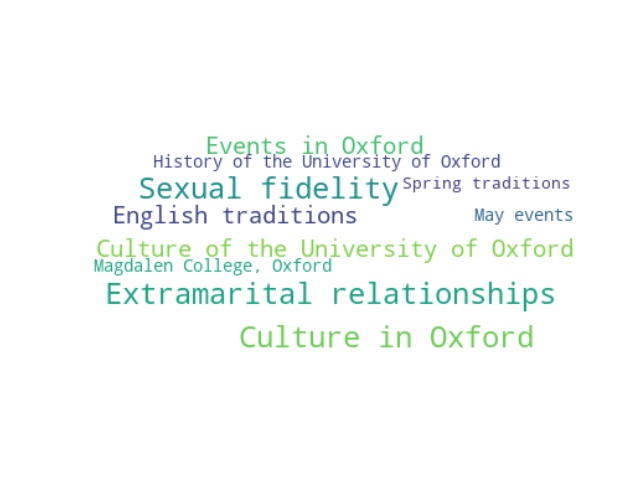 Events in Oxford
History of the University of Oxford
Sexual fidelity
Spring traditions
English traditions
May events
Culture of the University of Oxford
Magdalen College, Oxford
Extramarital relationships
Culture in Oxford